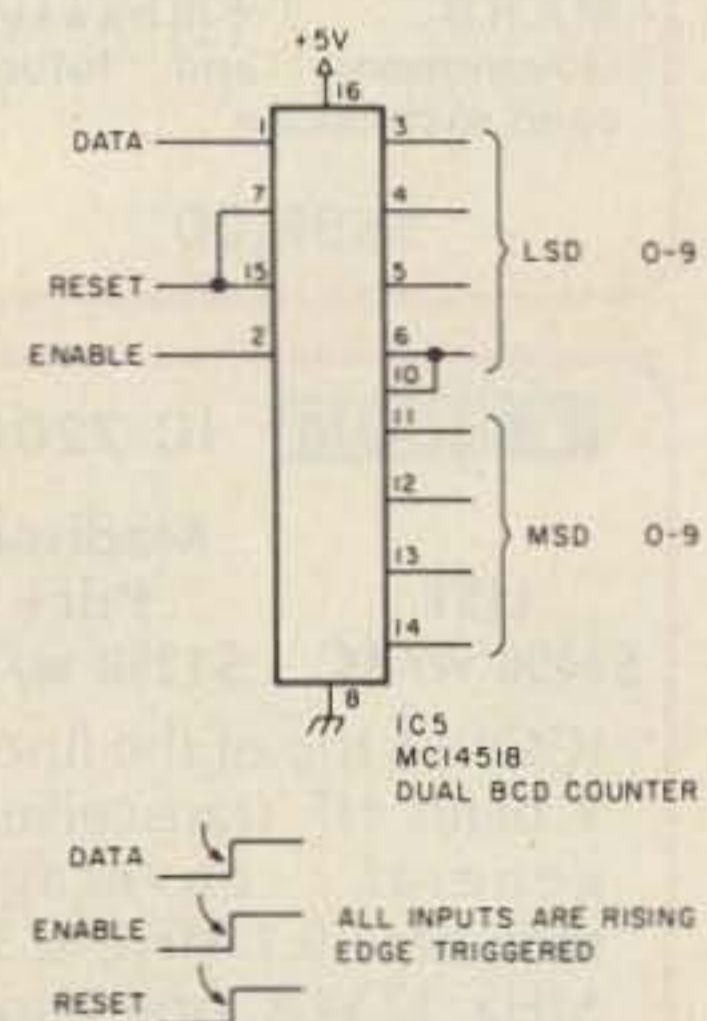 +5V
16
DATA
1
3
7
4
LSD 0-9
RESET
15
5
ENABLE
2
6
10
11
12
MSD 0-9
13
14
8
IC5
MC14518
DUAL BCD COUNTER
DATA
ENABLE
ALL INPUTS ARE RISING
EDGE TRIGGERED
RESET